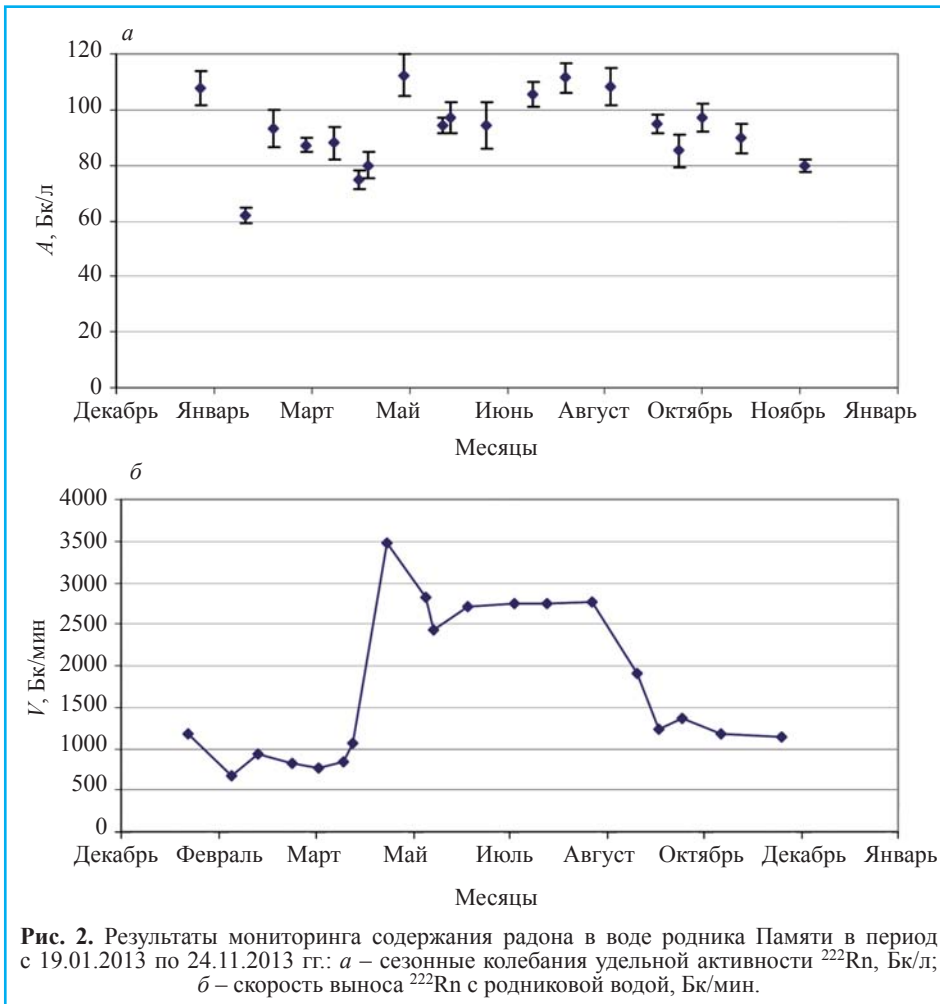 а
120
100
80
60
40
20
0
А, Бк/л
Декабрь Январь Март Май Июнь Август Октябрь Ноябрь Январь
Месяцы
б
4000
3500
3000
2500
2000
1500
1000
500
0
V, Бк/мин
Декабрь Февраль Март Май Июль Август Октябрь Декабрь Январь
Месяцы
Рис. 2. Результаты мониторинга содержания радона в воде родника Памяти в период
с 19.01.2013 по 24.11.2013 гг.: а – сезонные колебания удельной активности ²²²Rn, Бк/л;
б – скорость выноса ²²²Rn с родниковой водой, Бк/мин.